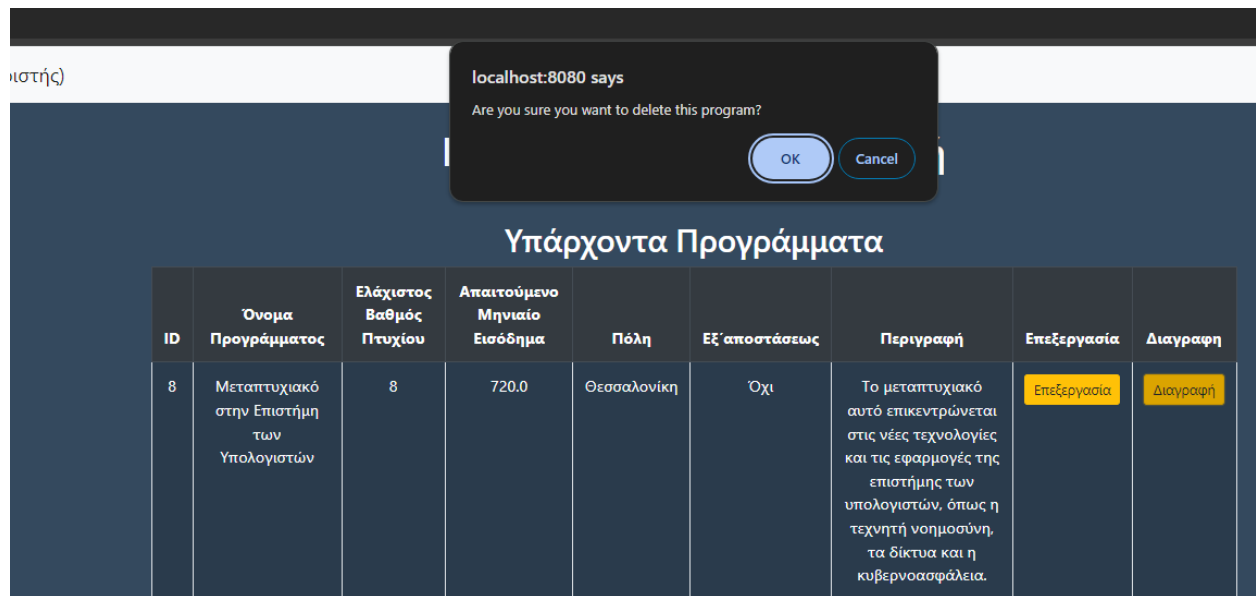 ιστής)
localhost:8080 says
Are you sure you want to delete this program?
OK Cancel
Υπάρχοντα Προγράμματα
ID
Όνομα
Προγράμματος
Ελάχιστος
Βαθμός
Πτυχίου
Απαιτούμενο
Μηνιαίο
Εισόδημα
Πόλη
Εξ΄αποστάσεως
Περιγραφή
Επεξεργασία
Διαγραφη
8
Μεταπτυχιακό
στην Επιστήμη
των
Υπολογιστών
8
720.0
Θεσσαλονίκη
Όχι
Το μεταπτυχιακό
αυτό επικεντρώνεται
στις νέες τεχνολογίες
και τις εφαρμογές της
επιστήμης των
υπολογιστών, όπως η
τεχνητή νοημοσύνη,
τα δίκτυα και η
κυβερνοασφάλεια.
Επεξεργασία
Διαγραφή